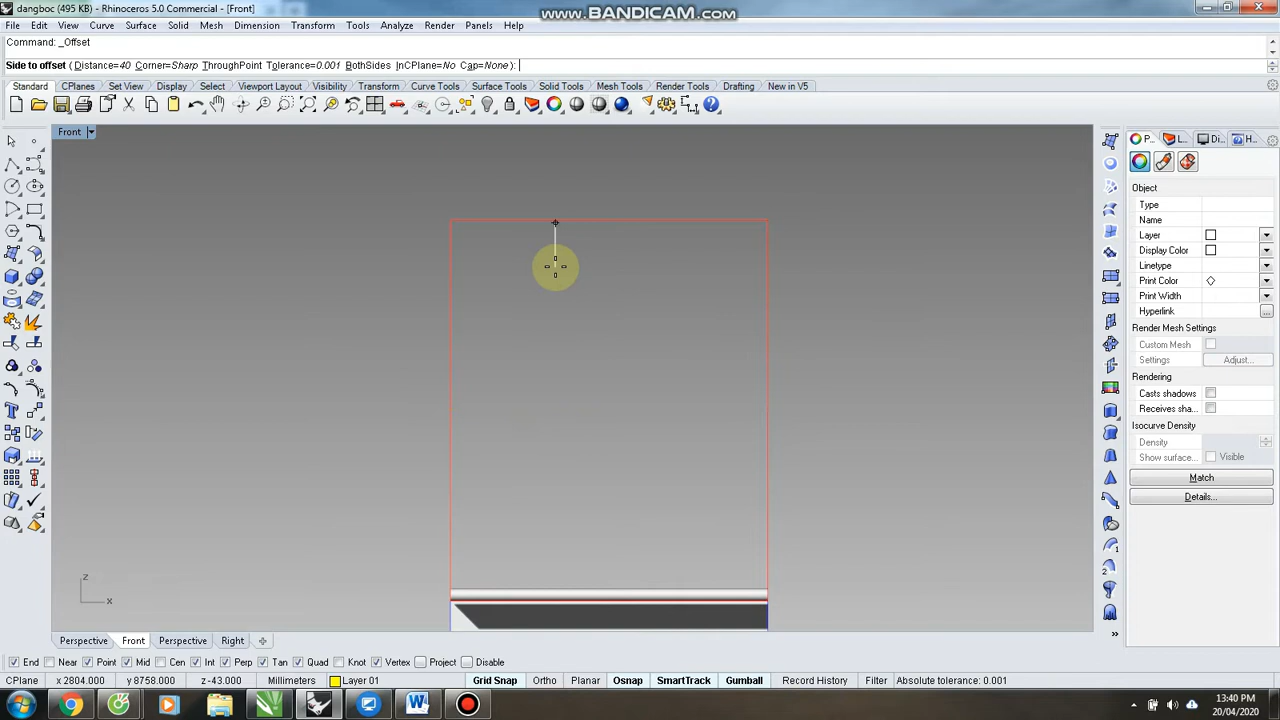 dangboc (495 KB) - Rhinoceros 5.0 Commercial - [Front]
www.BANDICAM.com
File Edit View Curve Surface Solid Mesh Dimension Transform Tools Analyze Render Panels Help
Command: _Offset
Side to offset ( Distance=40 Corner=Sharp ThroughPoint Tolerance=0.001 BothSides InCPlane=No Cap=None ):
Standard CPlanes Set View Display Select Viewport Layout Visibility Transform Curve Tools Surface Tools Solid Tools Mesh Tools Render Tools Drafting New in V5
Front
P... L... Di... H...
Object
Type
Name
Layer
Display Color
Linetype
Print Color
Print Width
Hyperlink
...
Render Mesh Settings
Custom Mesh
Settings Adjust...
Rendering
Casts shadows
Receives sha...
Isocurve Density
Density
Show surface... Visible
Match
Details...
z
x
Perspective Front Perspective Right
End Near Point Mid Cen Int Perp Tan Quad Knot Vertex Project Disable
CPlane x 2804.000 y 8758.000 z-43.000 Millimeters Layer 01 Grid Snap Ortho Planar Osnap SmartTrack Gumball Record History Filter Absolute tolerance: 0.001
13:40 PM
20/04/2020